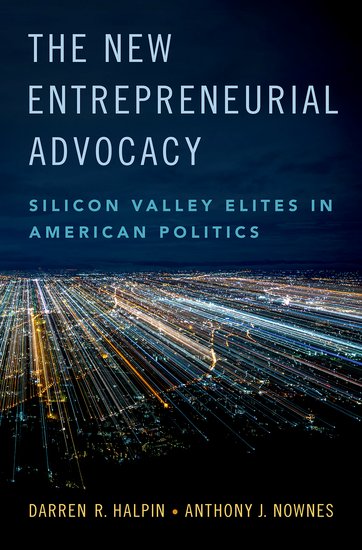 THE NEW
ENTREPRENEURIAL
ADVOCACY
SILICON VALLEY ELITES IN
AMERICAN POLITICS
DARREN R. HALPIN • ANTHONY J. NOWNES